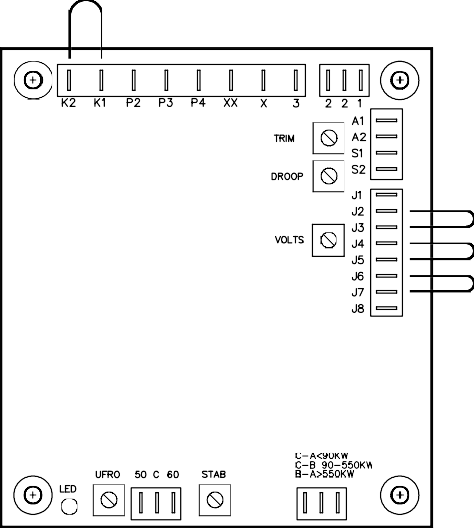 K2 K1 P2 P3 P4 XX X 3 2 2 1
A1
TRIM
A2
S1
DROOP
S2
J1
J2
J3
VOLTS
J4
J5
J6
J7
J8
C-A<90KW
C-B 90-550KW
B-A>550KW
UFRO 50 C 60 STAB
LED